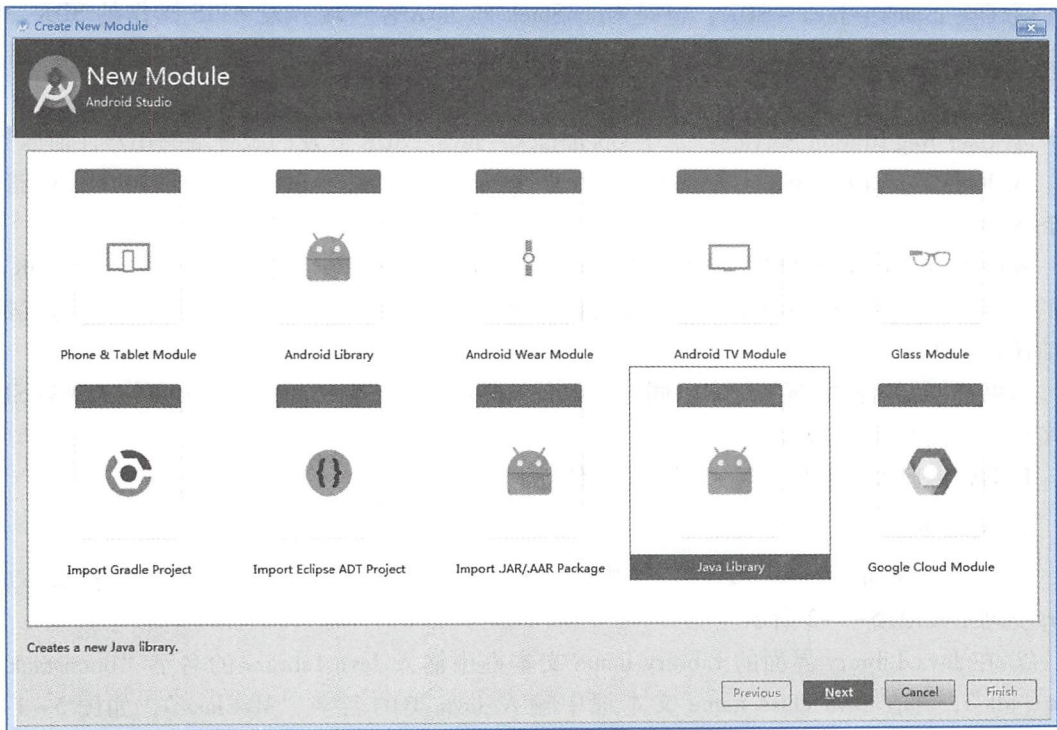 Create New Module
New Module
Android Studio
Phone & Tablet Module
Android Library
Android Wear Module
Android TV Module
Glass Module
Import Gradle Project
Import Eclipse ADT Project
Import .JAR/.AAR Package
Java Library
Google Cloud Module
Creates a new Java library.
Previous
Next
Cancel
Finish